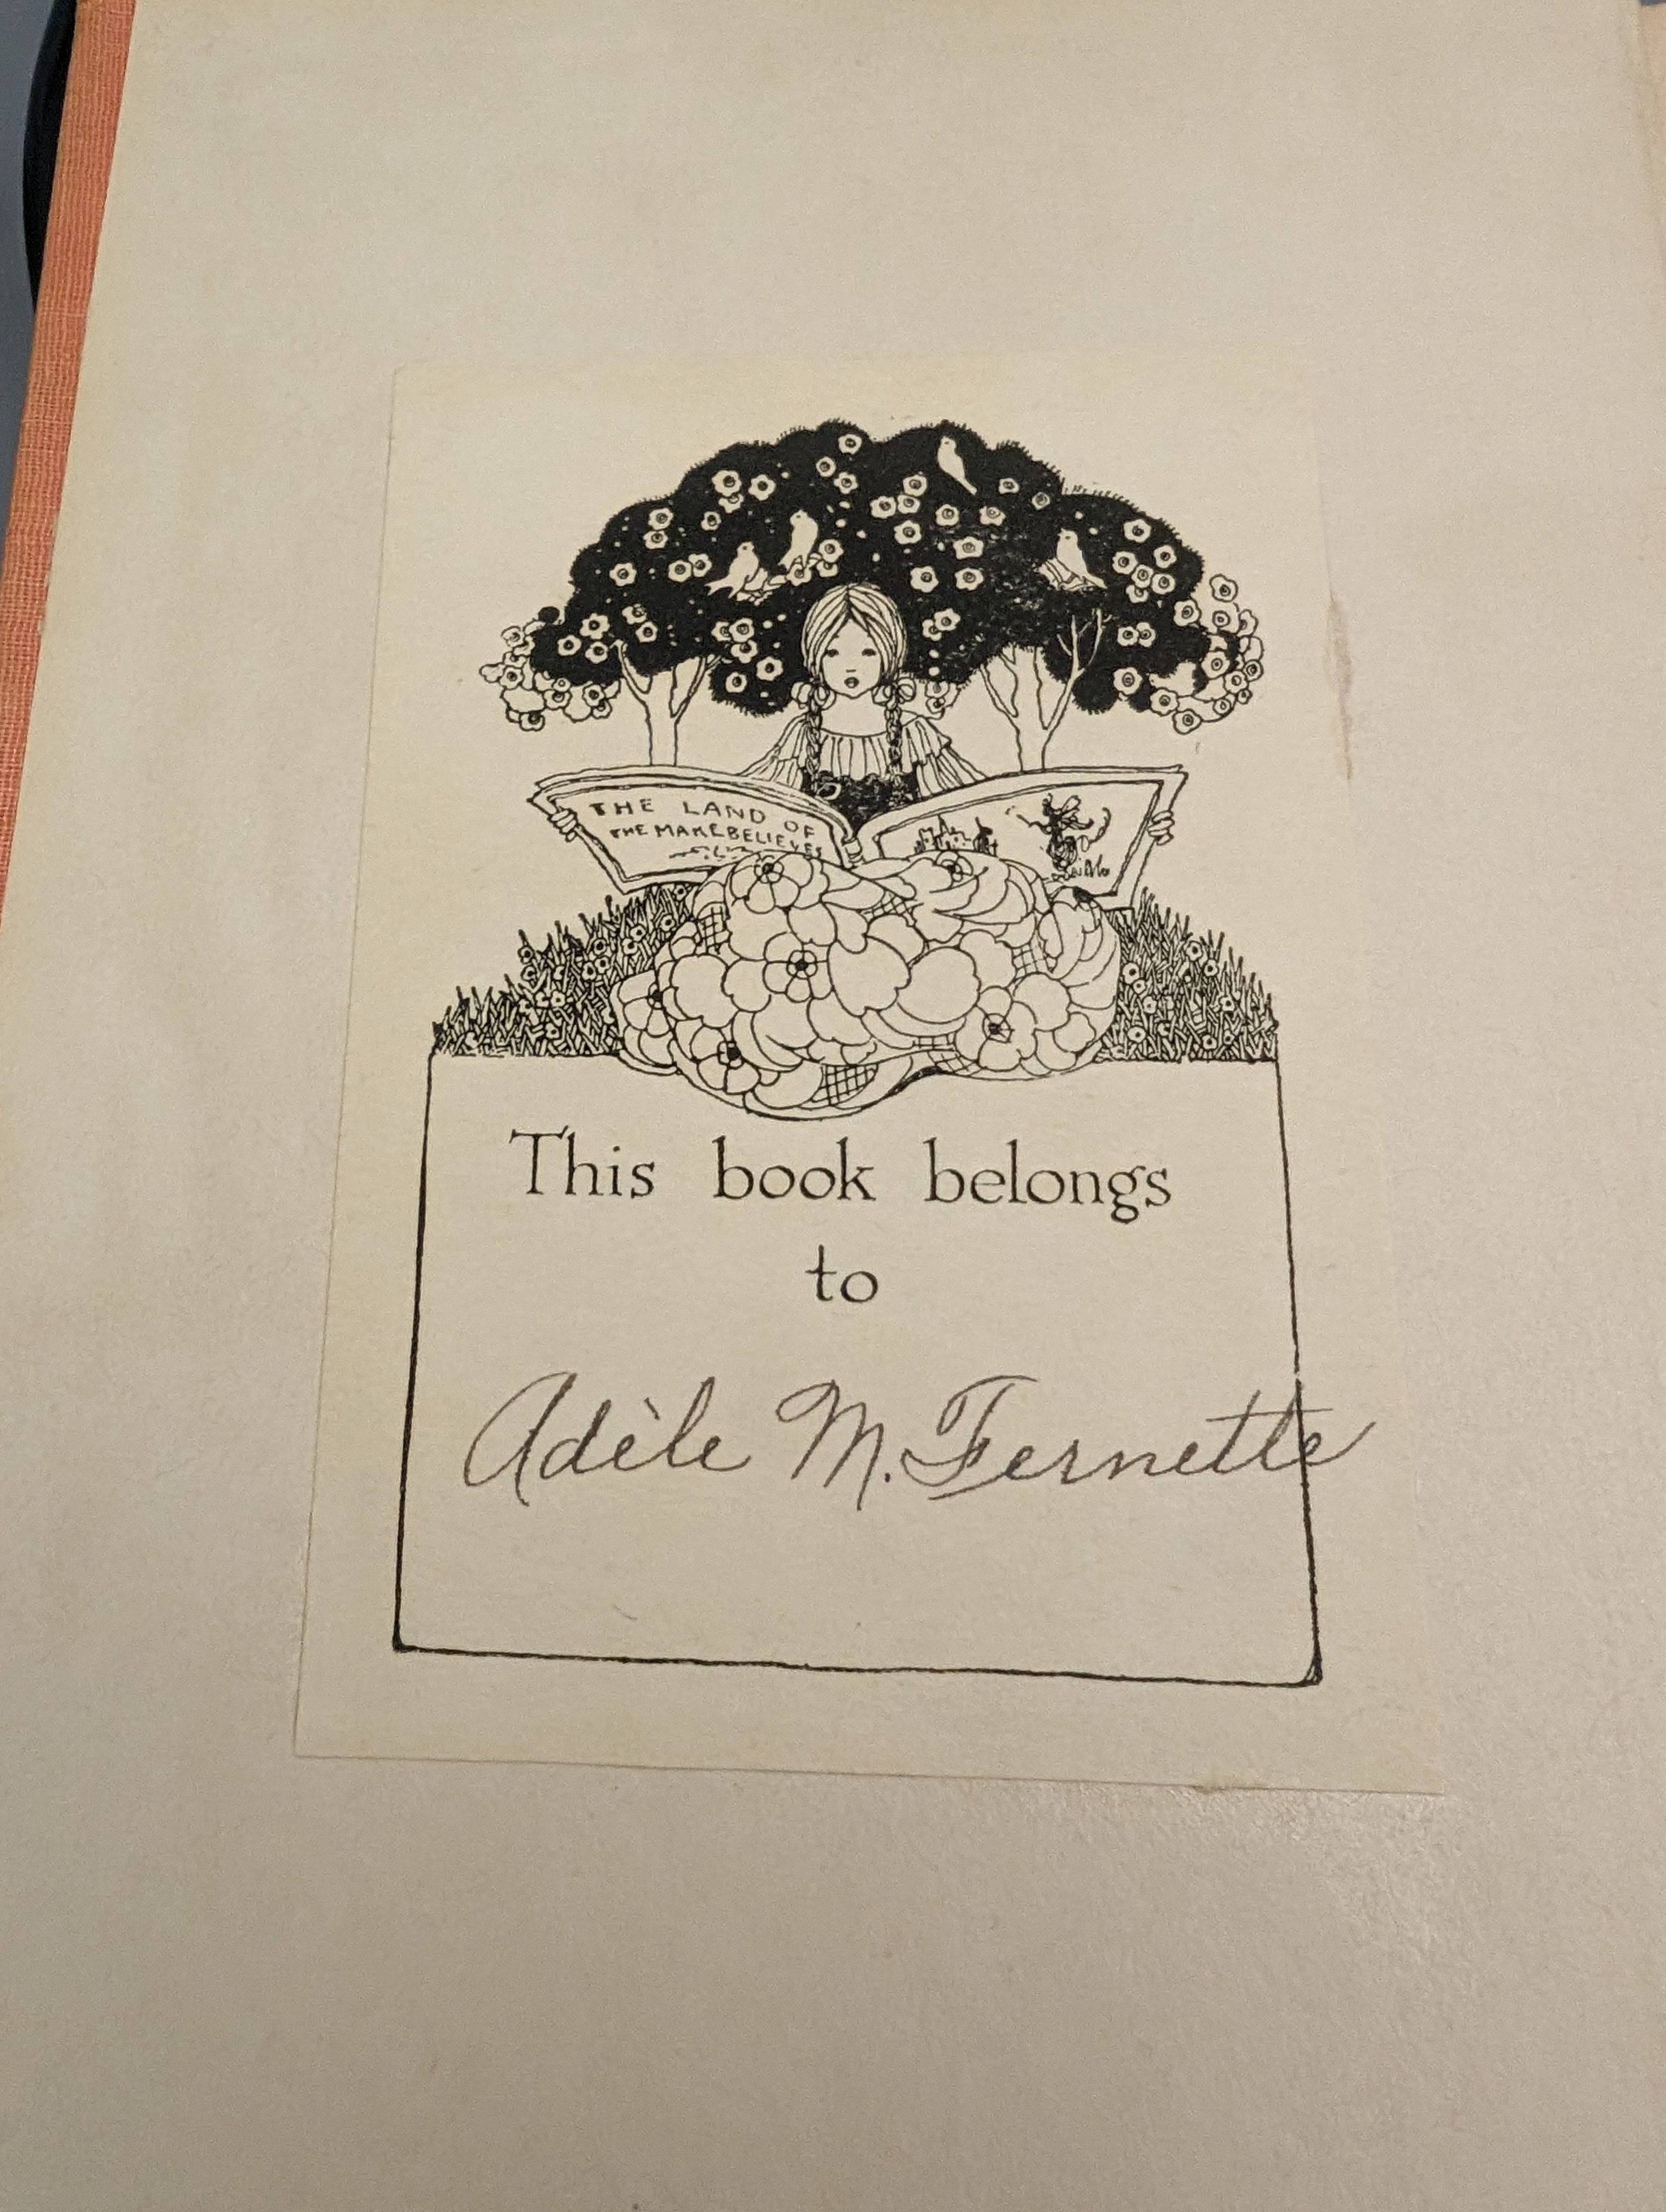 THE LAND OF
THE MAKEBELIEVES
This book belongs
to
Adèle M. Fernette